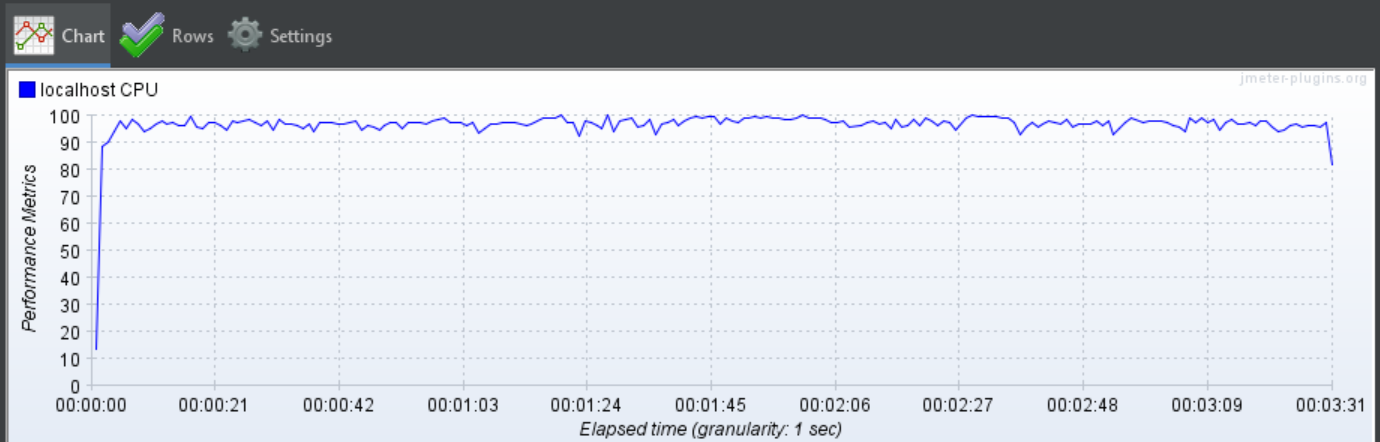 Chart Rows Settings
jmeter-plugins.org
localhost CPU
100
90
80
70
60
50
40
30
20
10
0
Performance Metrics
00:00:00 00:00:21 00:00:42 00:01:03 00:01:24 00:01:45 00:02:06 00:02:27 00:02:48 00:03:09 00:03:31
Elapsed time (granularity: 1 sec)